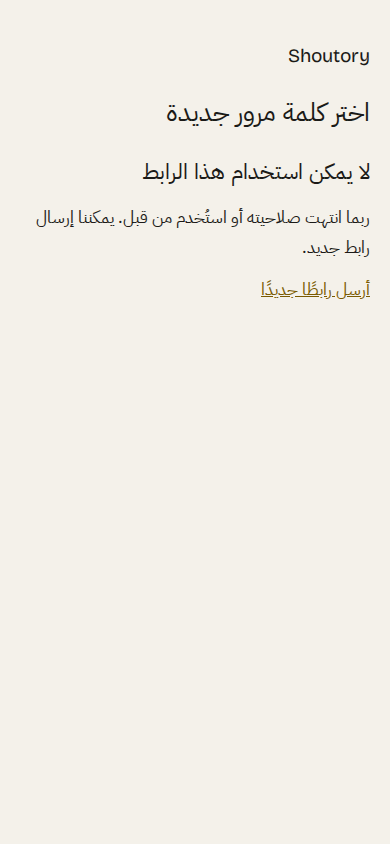 Shoutory
اختر كلمة مرور جديدة
لا يمكن استخدام هذا الرابط
ربما انتهت صلاحيته أو استُخدم من قبل. يمكننا إرسال
رابط جديد.
أرسل رابطًا جديدًا